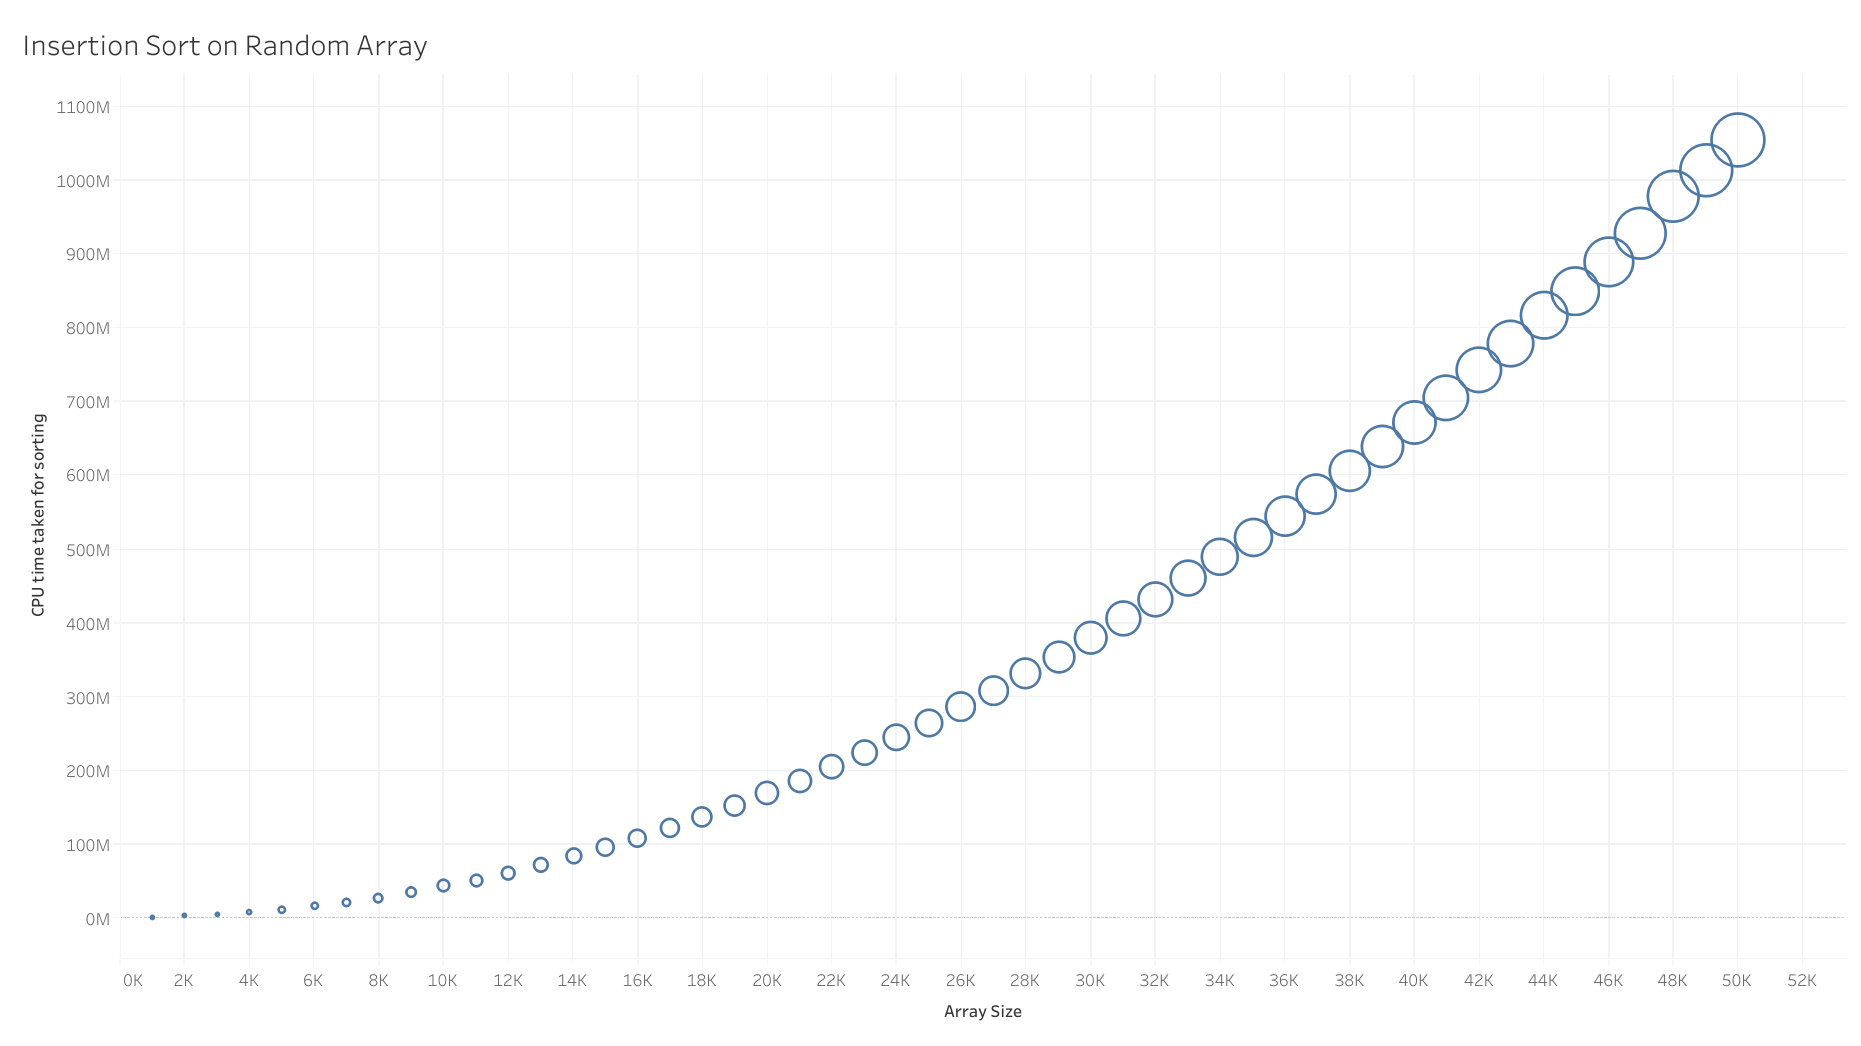 Insertion Sort on Random Array
1100M
1000M
900M
800M
700M
600M
500M
400M
300M
200M
100M
0M
CPU time taken for sorting
0K 2K 4K 6K 8K 10K 12K 14K 16K 18K 20K 22K 24K 26K 28K 30K 32K 34K 36K 38K 40K 42K 44K 46K 48K 50K 52K
Array Size